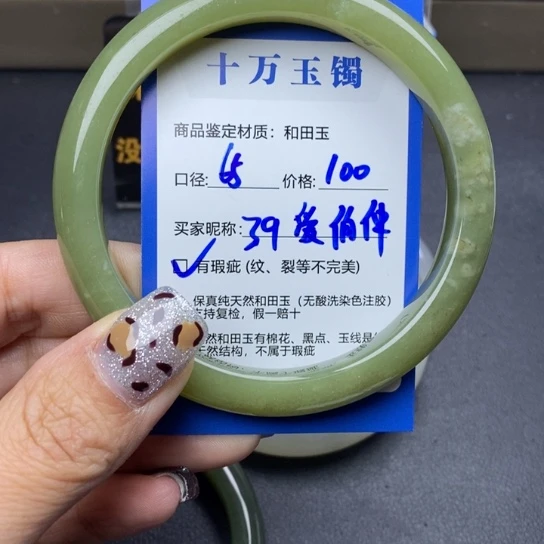 十万玉镯
商品鉴定材质：和田玉
口径: 65 价格: 100
买家昵称: 39 爱伯伴
有瑕疵 (纹、裂等不完美)
保真纯天然和田玉（无酸洗染色注胶）
支持复检，假一赔十
然和田玉有棉花、黑点、玉线是
天然结构，不属于瑕疵
没